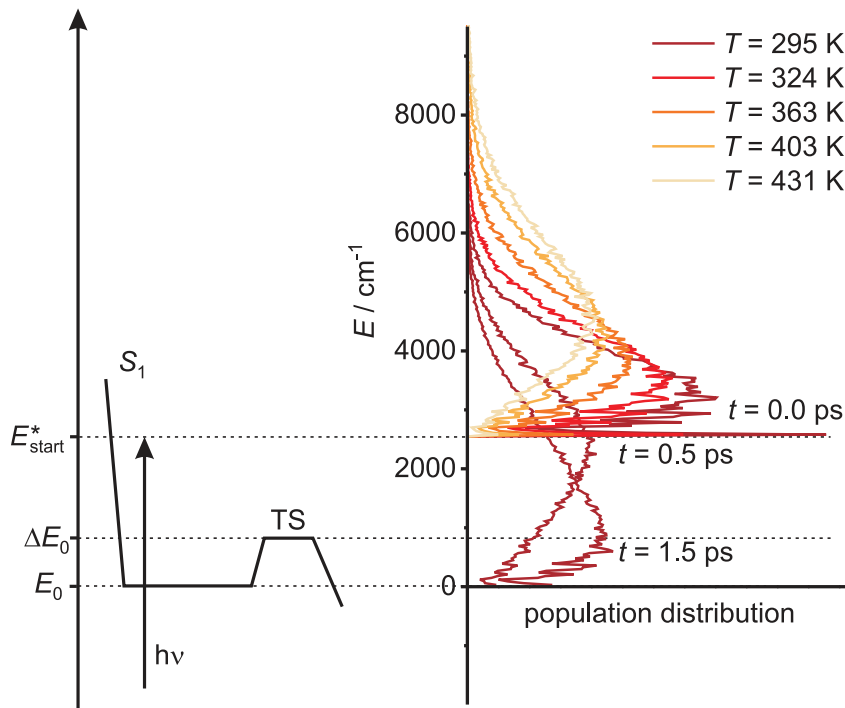 T = 295 K
T = 324 K
T = 363 K
T = 403 K
T = 431 K
8000
6000
4000
2000
0
E / cm⁻¹
t = 0.0 ps
t = 0.5 ps
t = 1.5 ps
population distribution
S₁
E*start
TS
ΔE₀
E₀
hν